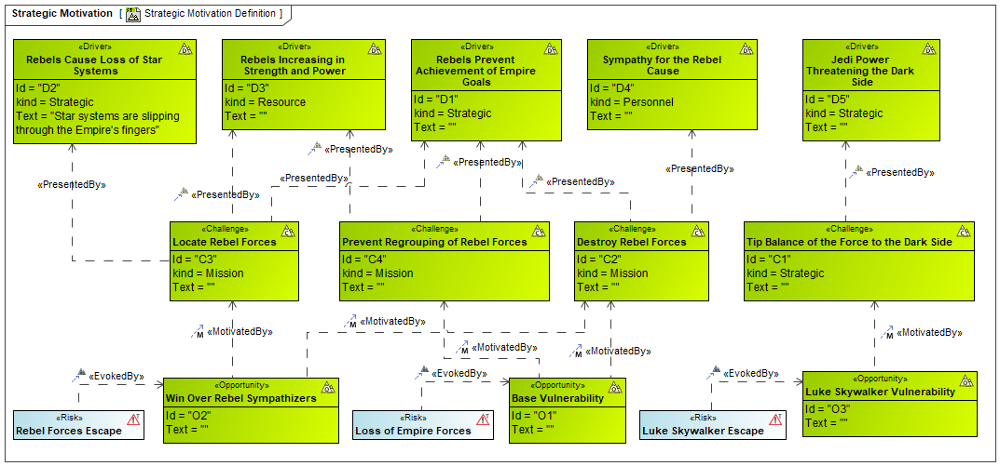 Strategic Motivation [ Strategic Motivation Definition ]
«Driver»
Rebels Cause Loss of Star
Systems
Id = "D2"
kind = Strategic
Text = "Star systems are slipping
through the Empire's fingers"
«Driver»
Rebels Increasing in
Strength and Power
Id = "D3"
kind = Resource
Text = ""
«Driver»
Rebels Prevent
Achievement of Empire
Goals
Id = "D1"
kind = Strategic
Text = ""
«Driver»
Sympathy for the Rebel
Cause
Id = "D4"
kind = Personnel
Text = ""
«Driver»
Jedi Power
Threatening the Dark
Side
Id = "D5"
kind = Strategic
Text = ""
«PresentedBy»
«PresentedBy»
«PresentedBy»
«PresentedBy»
«PresentedBy»
«PresentedBy»
«PresentedBy»
«PresentedBy»
«Challenge»
Locate Rebel Forces
Id = "C3"
kind = Mission
Text = ""
«Challenge»
Prevent Regrouping of Rebel Forces
Id = "C4"
kind = Mission
Text = ""
«Challenge»
Destroy Rebel Forces
Id = "C2"
kind = Mission
Text = ""
«Challenge»
Tip Balance of the Force to the Dark Side
Id = "C1"
kind = Strategic
Text = ""
«MotivatedBy»
«MotivatedBy»
«MotivatedBy»
«MotivatedBy»
«MotivatedBy»
«EvokedBy»
«EvokedBy»
«EvokedBy»
«Opportunity»
Win Over Rebel Sympathizers
Id = "O2"
Text = ""
«Opportunity»
Base Vulnerability
Id = "O1"
Text = ""
«Opportunity»
Luke Skywalker Vulnerability
Id = "O3"
Text = ""
«Risk»
Rebel Forces Escape
«Risk»
Loss of Empire Forces
«Risk»
Luke Skywalker Escape